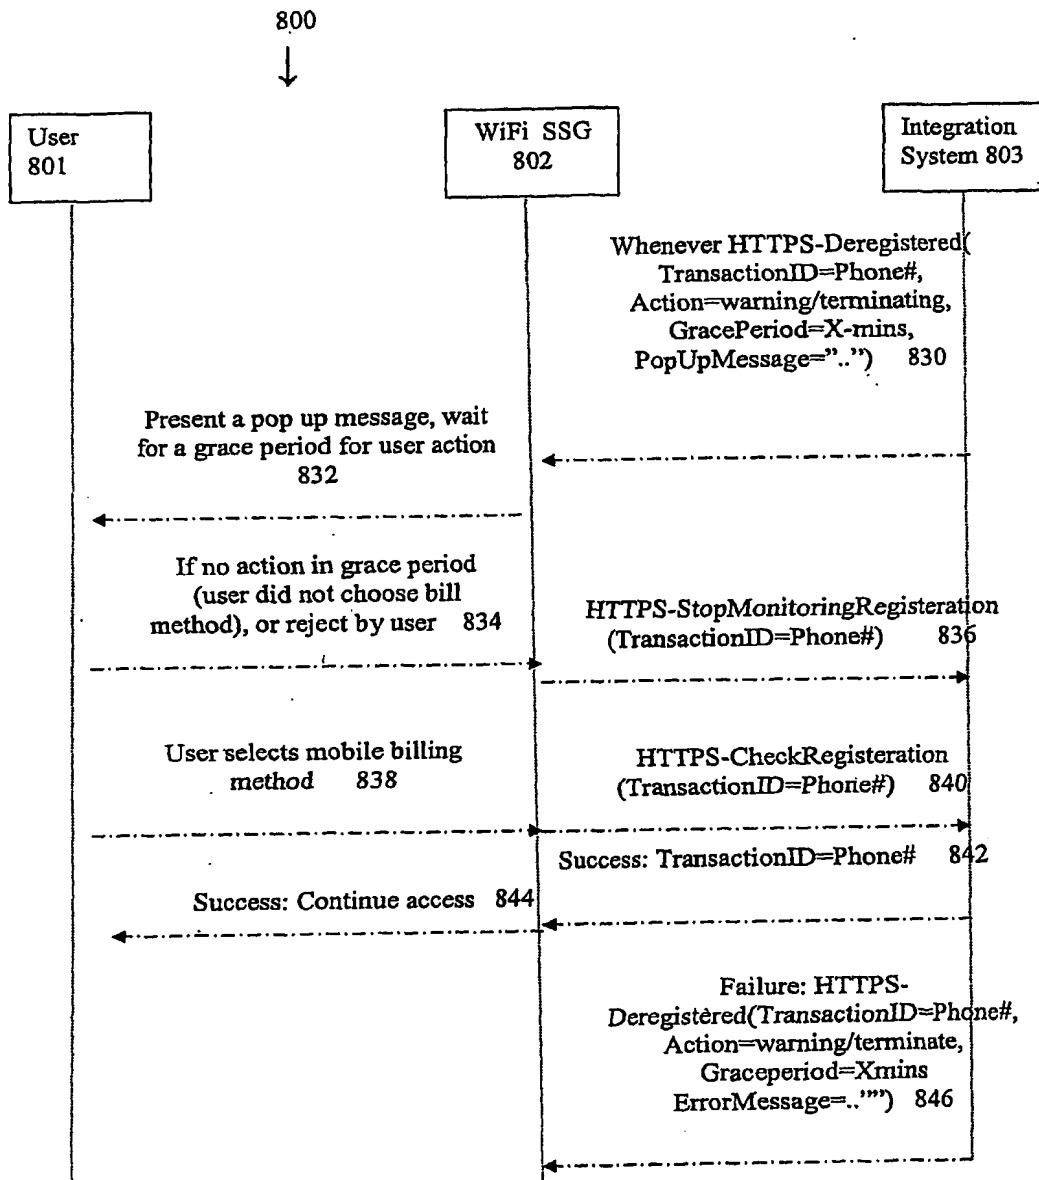 800
User
801
WiFi SSG
802
Integration
System 803
Whenever HTTPS-Deregistered(
TransactionID=Phone#,
Action=warning/terminating,
GracePeriod=X-mins,
PopUpMessage="..”) 830
Present a pop up message, wait
for a grace period for user action
832
If no action in grace period
(user did not choose bill
method), or reject by user 834
HTTPS-StopMonitoringRegisteration
(TransactionID=Phone#) 836
User selects mobile billing
method 838
HTTPS-CheckRegisteration
(TransactionID=Phone#) 840
Success: TransactionID=Phone# 842
Success: Continue access 844
Failure: HTTPS-
Deregistered(TransactionID=Phone#,
Action=warning/terminate,
Graceperiod=Xmins
ErrorMessage=..””) 846